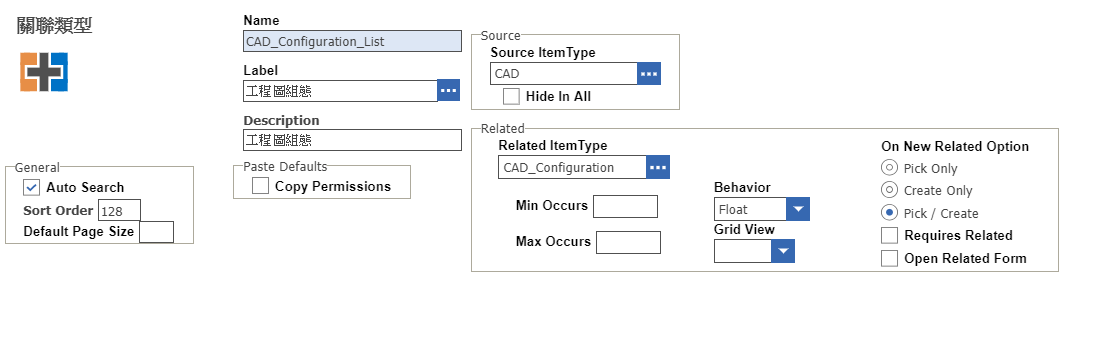 關聯類型
Name
CAD_Configuration_List
Label
工程圖組態
Description
工程圖組態
Source
Source ItemType
CAD
Hide In All
General
Auto Search
Sort Order 128
Default Page Size
Paste Defaults
Copy Permissions
Related
Related ItemType
CAD_Configuration
Min Occurs
Max Occurs
Behavior
Float
Grid View
On New Related Option
Pick Only
Create Only
Pick / Create
Requires Related
Open Related Form